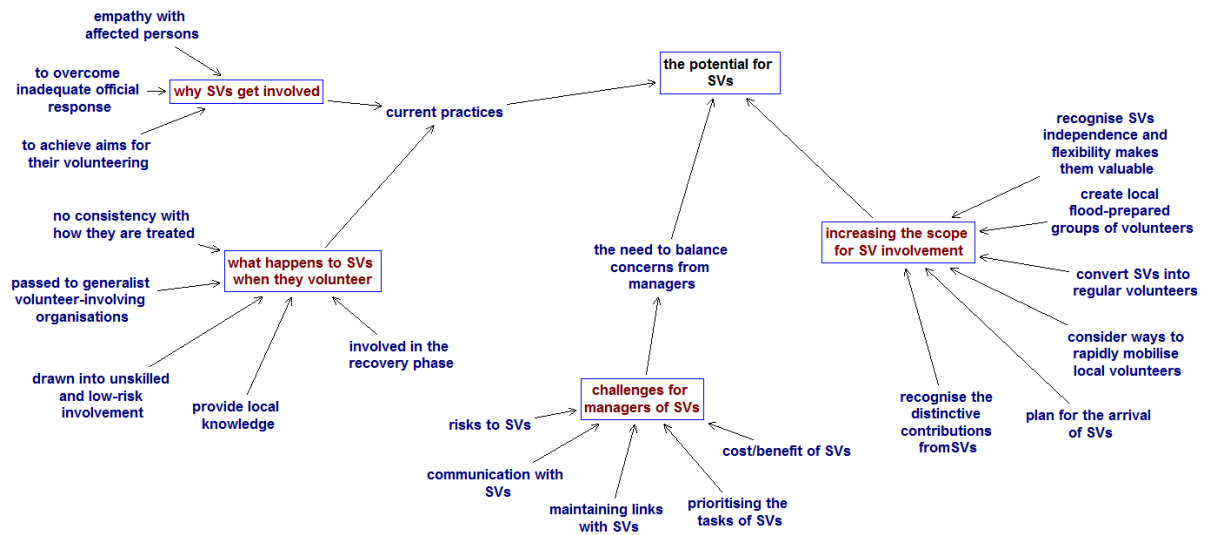 empathy with
affected persons
to overcome
inadequate official
response
why SVs get involved
to achieve aims for
their volunteering
current practices
the potential for
SVs
no consistency with
how they are treated
what happens to SVs
when they volunteer
passed to generalist
volunteer-involving
organisations
drawn into unskilled
and low-risk
involvement
provide local
knowledge
involved in the
recovery phase
the need to balance
concerns from
managers
challenges for
managers of SVs
risks to SVs
communication with
SVs
maintaining links
with SVs
prioritising the
tasks of SVs
cost/benefit of SVs
increasing the scope
for SV involvement
recognise SVs
independence and
flexibility makes
them valuable
create local
flood-prepared
groups of volunteers
convert SVs into
regular volunteers
consider ways to
rapidly mobilise
local volunteers
plan for the arrival
of SVs
recognise the
distinctive
contributions
fromSVs